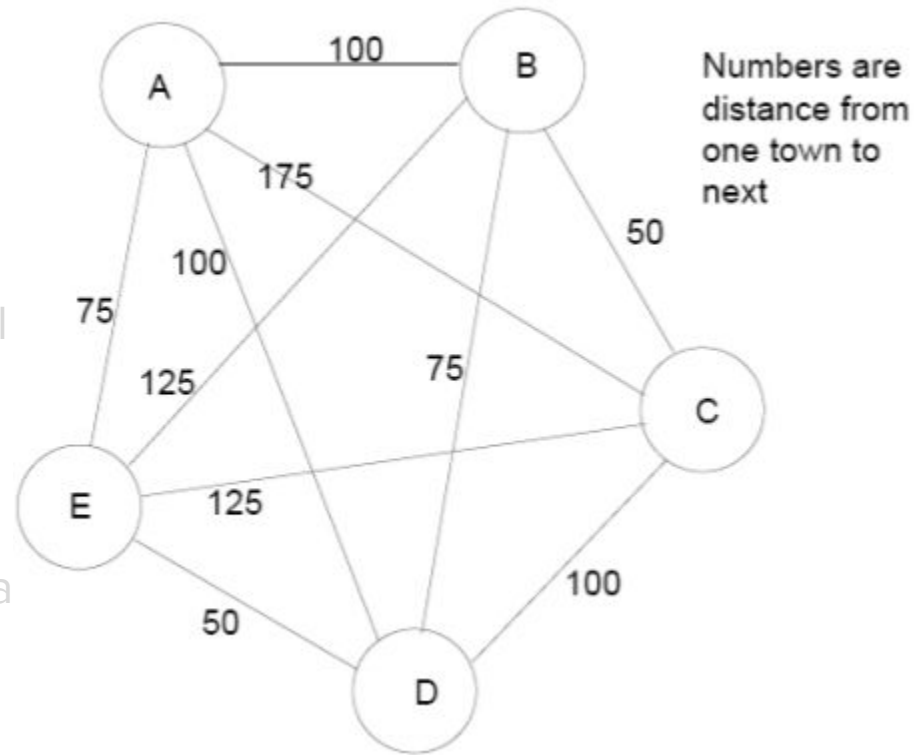 100
A
B
Numbers are
distance from
one town to
next
175
50
100
75
125
75
C
E
125
100
50
D